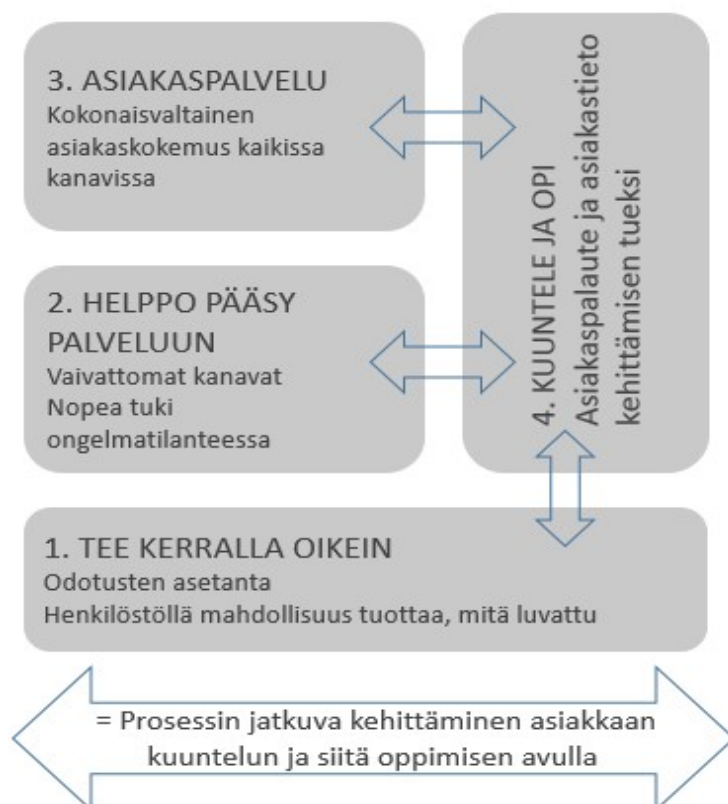 3. ASIAKASPALVELU
Kokonaisvaltainen
asiakaskokemus kaikissa
kanavissa
2. HELPPO PÄÄSY
PALVELUUN
Vaivattomat kanavat
Nopea tuki
ongelmatilanteessa
4. KUUNTELE JA OPI
Asiakaspalaute ja asiakastieto
kehittämisen tueksi
1. TEE KERRALLA OIKEIN
Odotusten asetanta
Henkilöstöllä mahdollisuus tuottaa, mitä luvattu
= Prosessin jatkuva kehittäminen asiakkaan
kuuntelun ja siitä oppimisen avulla